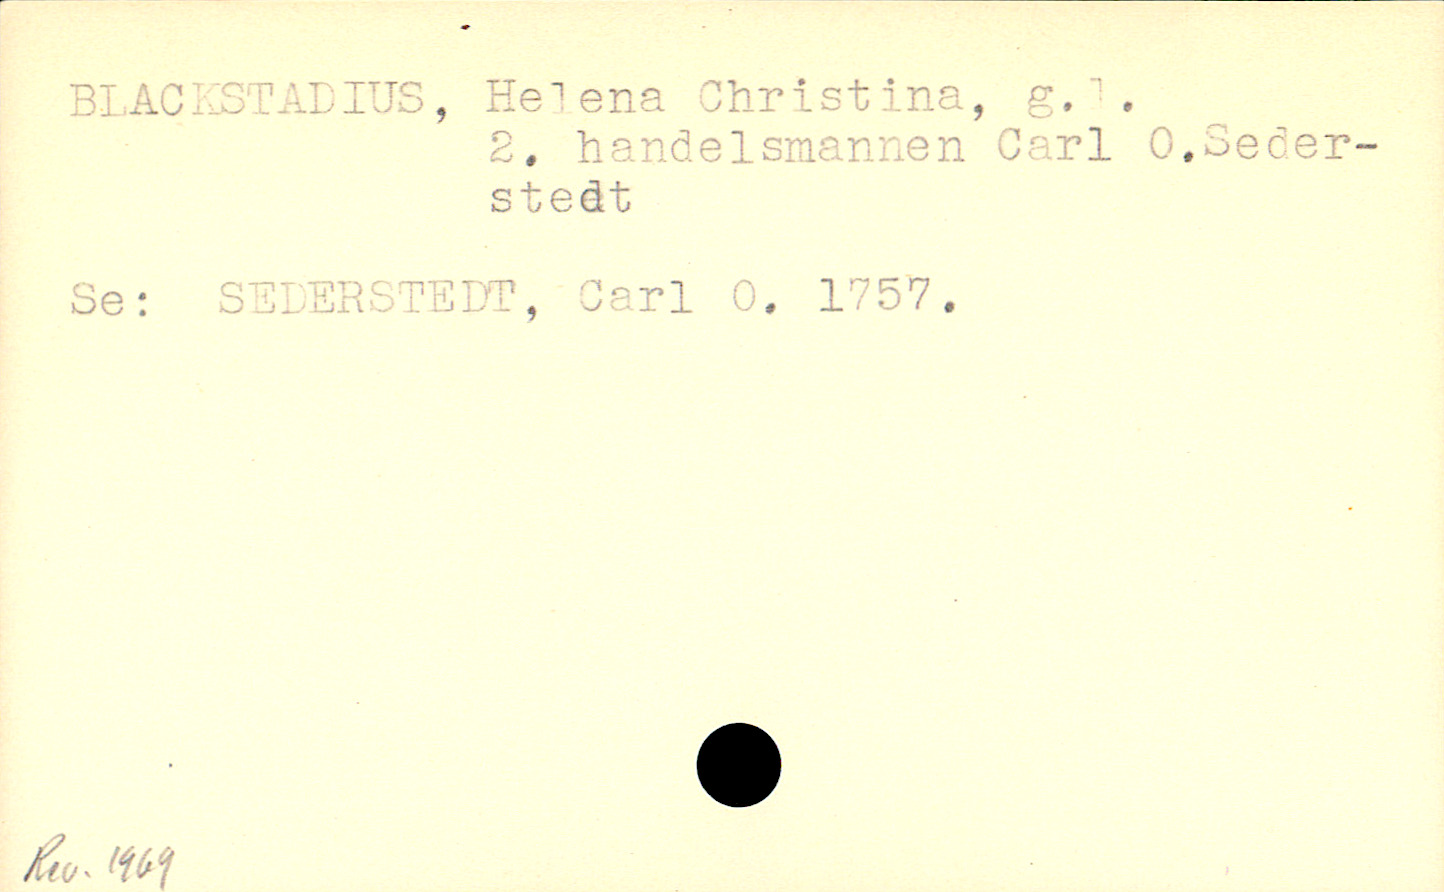 BLACKSTADIUS, Helena Christina, g. 1.
2. handelsmannen Carl O.Seder-
stedt
Se: SEDERSTEDT, Carl O. 1757.
Rev. 1969